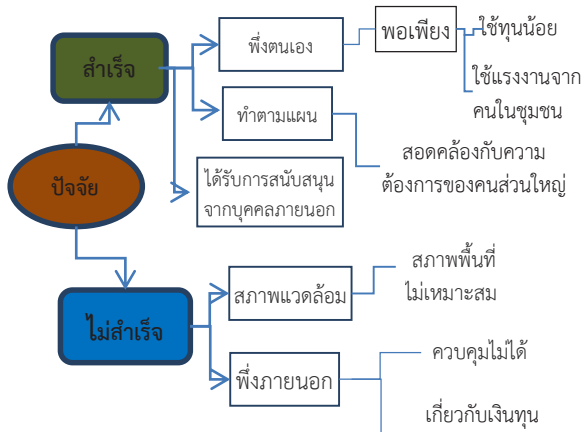 ปัจจัย
สำเร็จ
พึ่งตนเอง
พอเพียง
ใช้ทุนน้อย
ใช้แรงงานจาก
คนในชุมชน
ทำตามแผน
สอดคล้องกับความ
ต้องการของคนส่วนใหญ่
ได้รับการสนับสนุน
จากบุคคลภายนอก
ไม่สำเร็จ
สภาพแวดล้อม
สภาพพื้นที่
ไม่เหมาะสม
พึ่งภายนอก
ควบคุมไม่ได้
เกี่ยวกับเงินทุน